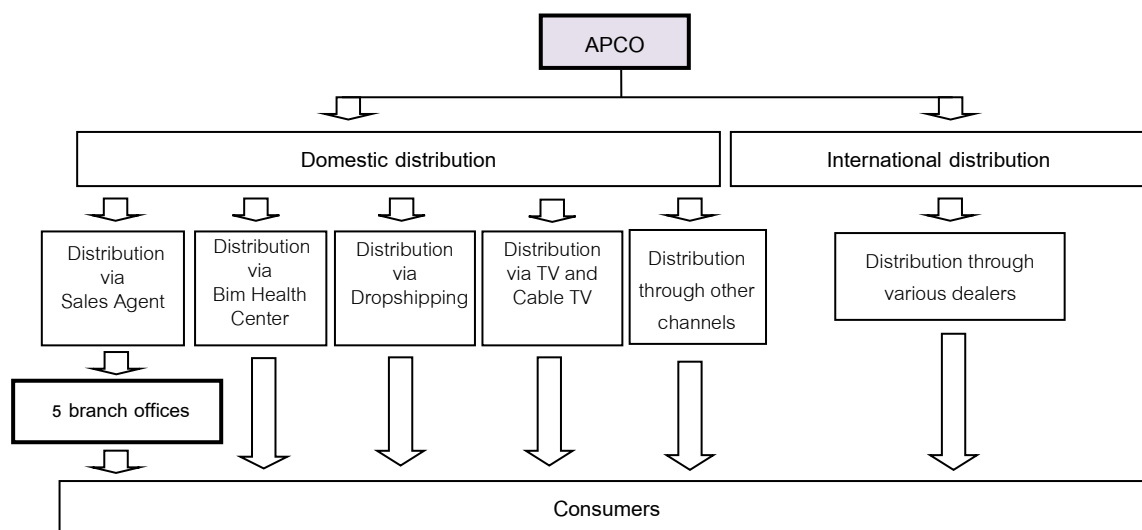 APCO
Domestic distribution
International distribution
Distribution
via
Sales Agent
Distribution
via
Bim Health
Center
Distribution
via
Dropshipping
Distribution
via TV and
Cable TV
Distribution
through other
channels
Distribution through
various dealers
5 branch offices
Consumers